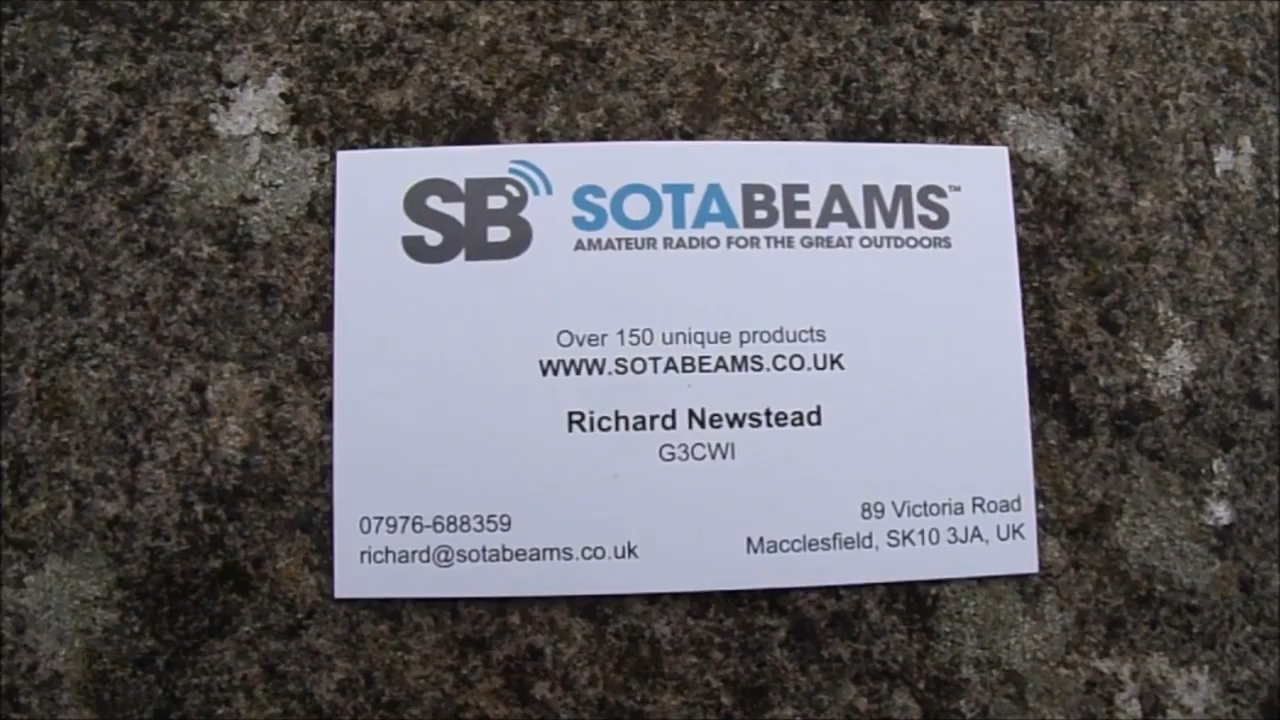 SB SOTABEAMS™
AMATEUR RADIO FOR THE GREAT OUTDOORS
Over 150 unique products
WWW.SOTABEAMS.CO.UK
Richard Newstead
G3CWI
07976-688359
richard@sotabeams.co.uk
89 Victoria Road
Macclesfield, SK10 3JA, UK